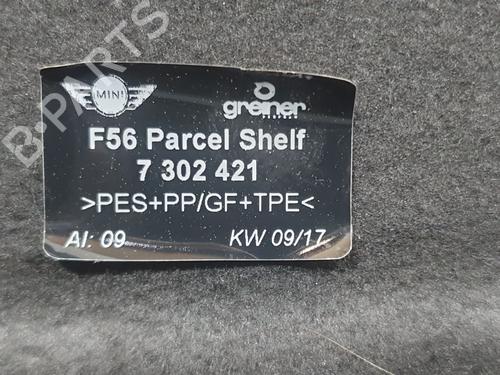 MINI
greiner
F56 Parcel Shelf
7 302 421
>PES+PP/GF+TPE<
AI: 09 KW 09/17
B-PARTS